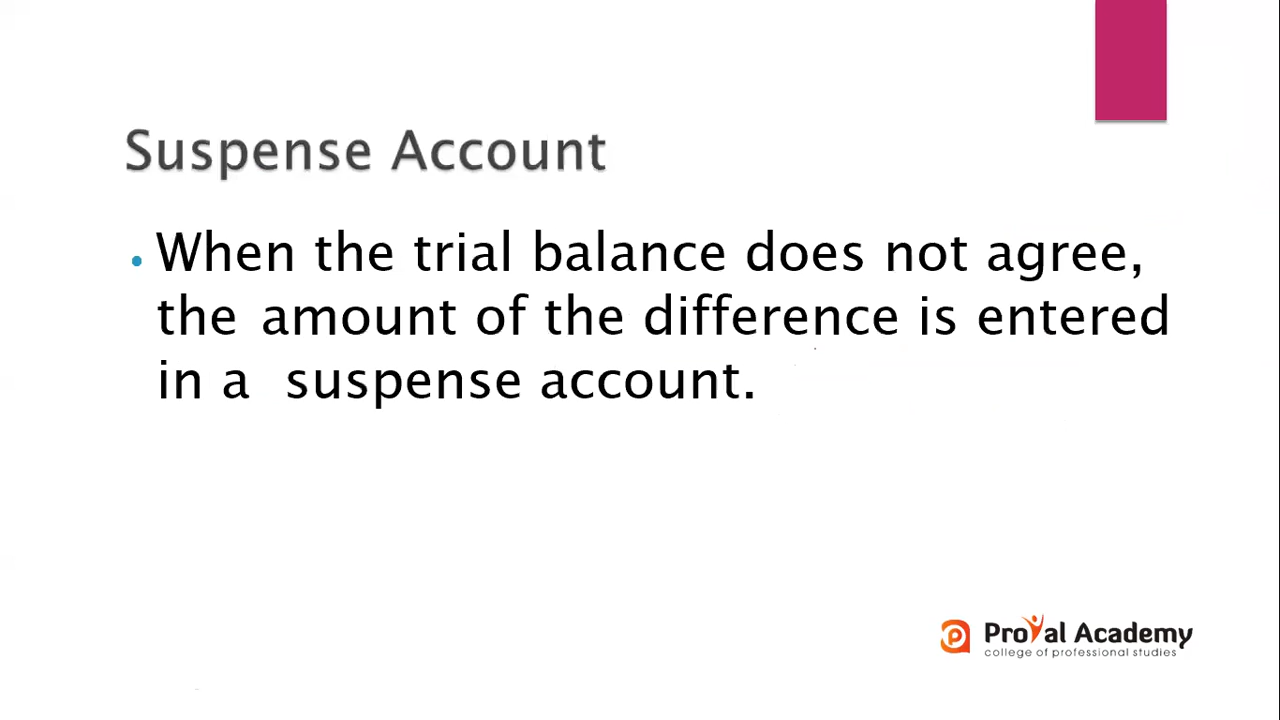 Suspense Account
• When the trial balance does not agree,
the amount of the difference is entered
in a  suspense account.
ProYal Academy
college of professional studies